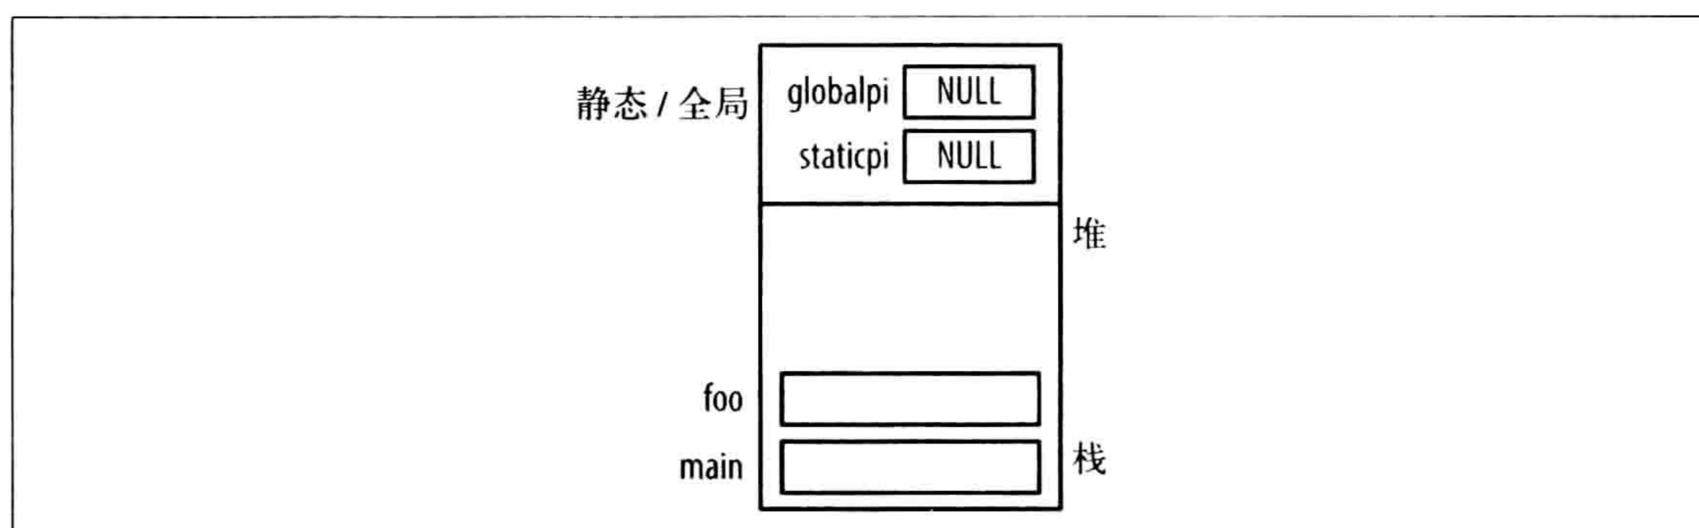 静态 / 全局
globalpi NULL
staticpi NULL
堆
foo
main
栈